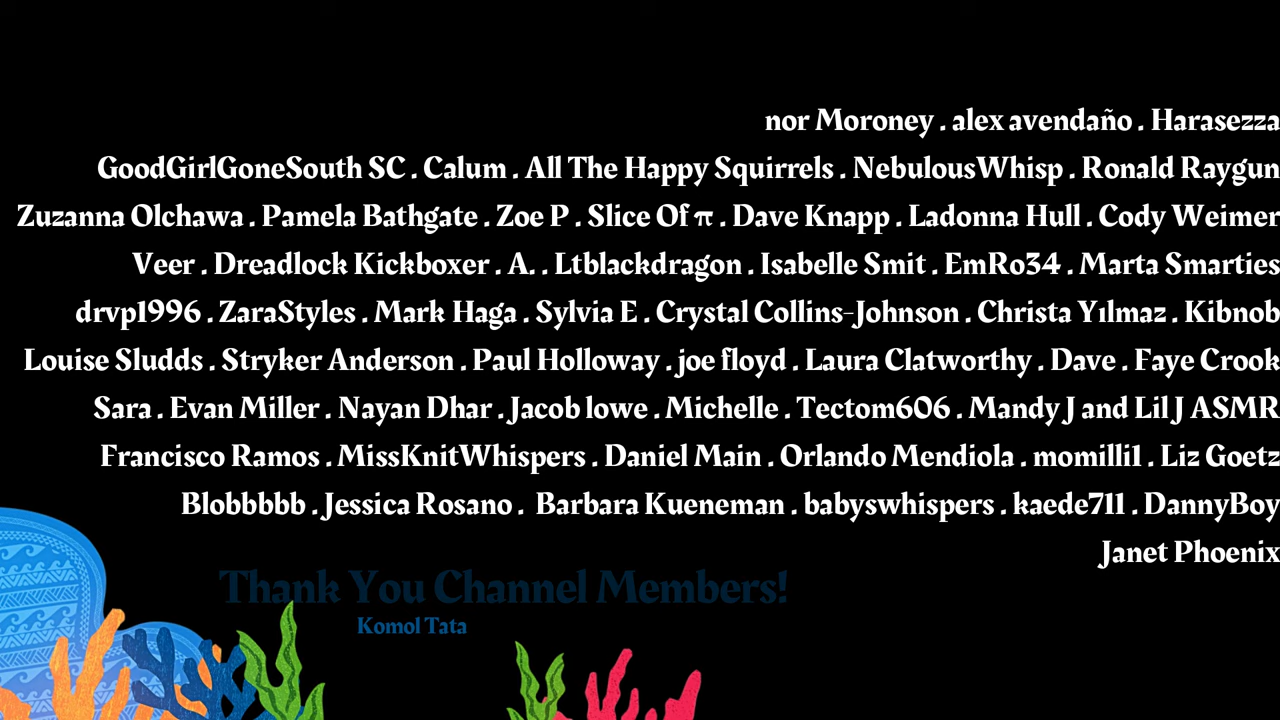 nor Moroney . alex avendaño . Harasezza
GoodGirlGoneSouth SC . Calum . All The Happy Squirrels . NebulousWhisp . Ronald Raygun
Zuzanna Olchawa . Pamela Bathgate . Zoe P . Slice Of π . Dave Knapp . Ladonna Hull . Cody Weimer
Veer . Dreadlock Kickboxer . A. . Ltblackdragon . Isabelle Smit . EmRo34 . Marta Smarties
drvp1996 . ZaraStyles . Mark Haga . Sylvia E . Crystal Collins-Johnson . Christa Yılmaz . Kibnob
Louise Sludds . Stryker Anderson . Paul Holloway . joe floyd . Laura Clatworthy . Dave . Faye Crook
Sara . Evan Miller . Nayan Dhar . Jacob lowe . Michelle . Tectom606 . Mandy J and Lil J ASMR
Francisco Ramos . MissKnitWhispers . Daniel Main . Orlando Mendiola . momilli1 . Liz Goetz
Blobbbbb . Jessica Rosano .  Barbara Kueneman . babyswhispers . kaede711 . DannyBoy
Janet Phoenix
Thank You Channel Members!
Komol Tata